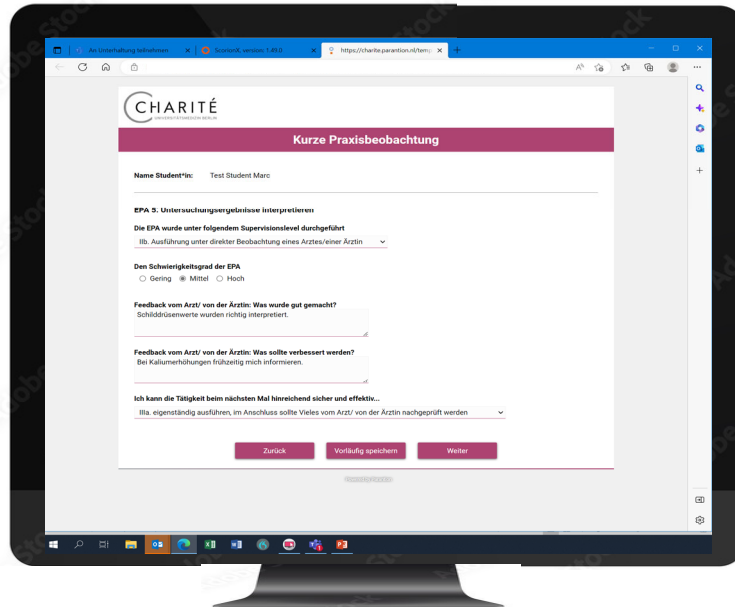 An Unterhaltung teilnehmen
ScorionX, version: 1.49.0
https://charite.parantion.nl/temp
CHARITÉ
UNIVERSITÄTSMEDIZIN BERLIN
Kurze Praxisbeobachtung
Name Student*in: Test Student Marc
EPA 5. Untersuchungsergebnisse interpretieren
Die EPA wurde unter folgendem Supervisionslevel durchgeführt
IIb. Ausführung unter direkter Beobachtung eines Arztes/einer Ärztin
Den Schwierigkeitsgrad der EPA
Gering Mittel Hoch
Feedback vom Arzt/ von der Ärztin: Was wurde gut gemacht?
Schilddrüsenwerte wurden richtig interpretiert.
Feedback vom Arzt/ von der Ärztin: Was sollte verbessert werden?
Bei Kaliumerhöhungen frühzeitig mich informieren.
Ich kann die Tätigkeit beim nächsten Mal hinreichend sicher und effektiv...
IIIa. eigenständig ausführen, im Anschluss sollte Vieles vom Arzt/ von der Ärztin nachgeprüft werden
Zurück Vorläufig speichern Weiter
Adobe Stock